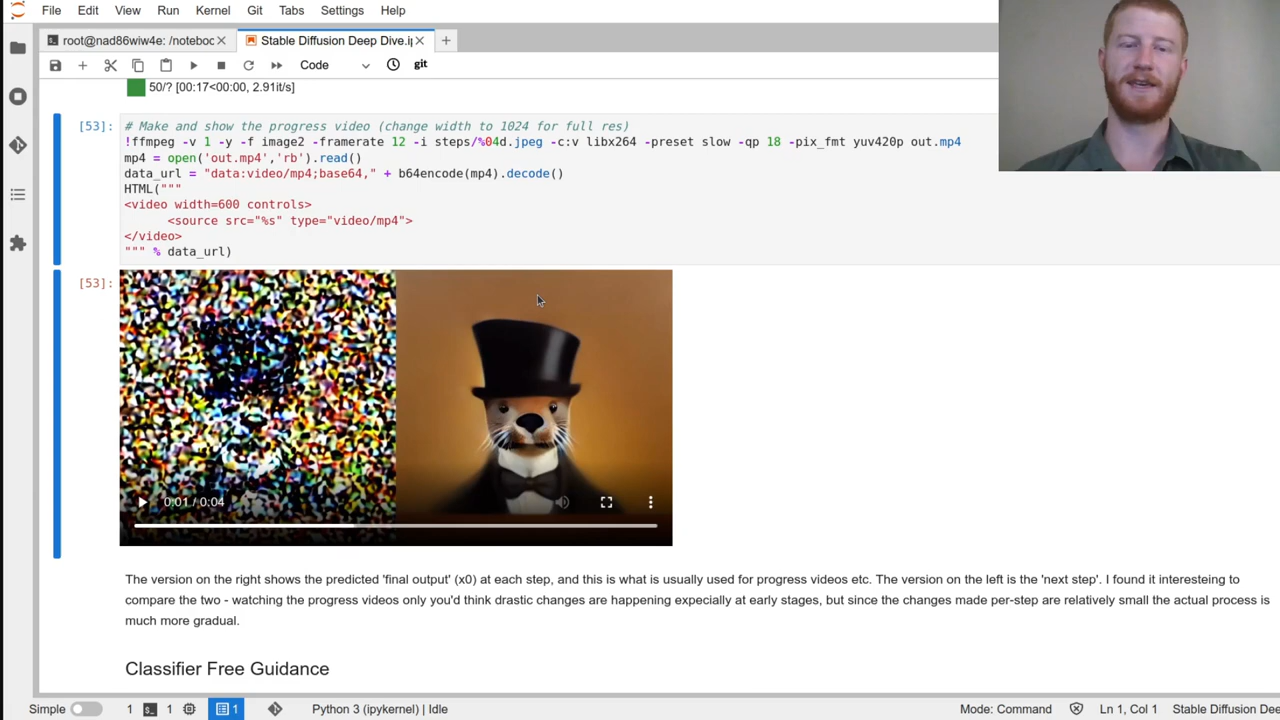 File Edit View Run Kernel Git Tabs Settings Help
root@nad86wiw4e: /noteboc Stable Diffusion Deep Dive.ij
Code git
50/? [00:17<00:00, 2.91it/s]
[53]: # Make and show the progress video (change width to 1024 for full res)
!ffmpeg -v 1 -y -f image2 -framerate 12 -i steps/%04d.jpeg -c:v libx264 -preset slow -qp 18 -pix_fmt yuv420p out.mp4
mp4 = open('out.mp4','rb').read()
data_url = "data:video/mp4;base64," + b64encode(mp4).decode()
HTML("""
<video width=600 controls>
<source src="%s" type="video/mp4">
</video>
""" % data_url)
[53]:
0:01 / 0:04
The version on the right shows the predicted 'final output' (x0) at each step, and this is what is usually used for progress videos etc. The version on the left is the 'next step'. I found it interesteing to
compare the two - watching the progress videos only you'd think drastic changes are happening expecially at early stages, but since the changes made per-step are relatively small the actual process is
much more gradual.
Classifier Free Guidance
Simple 1 1 1 Python 3 (ipykernel) | Idle Mode: Command Ln 1, Col 1 Stable Diffusion Dee